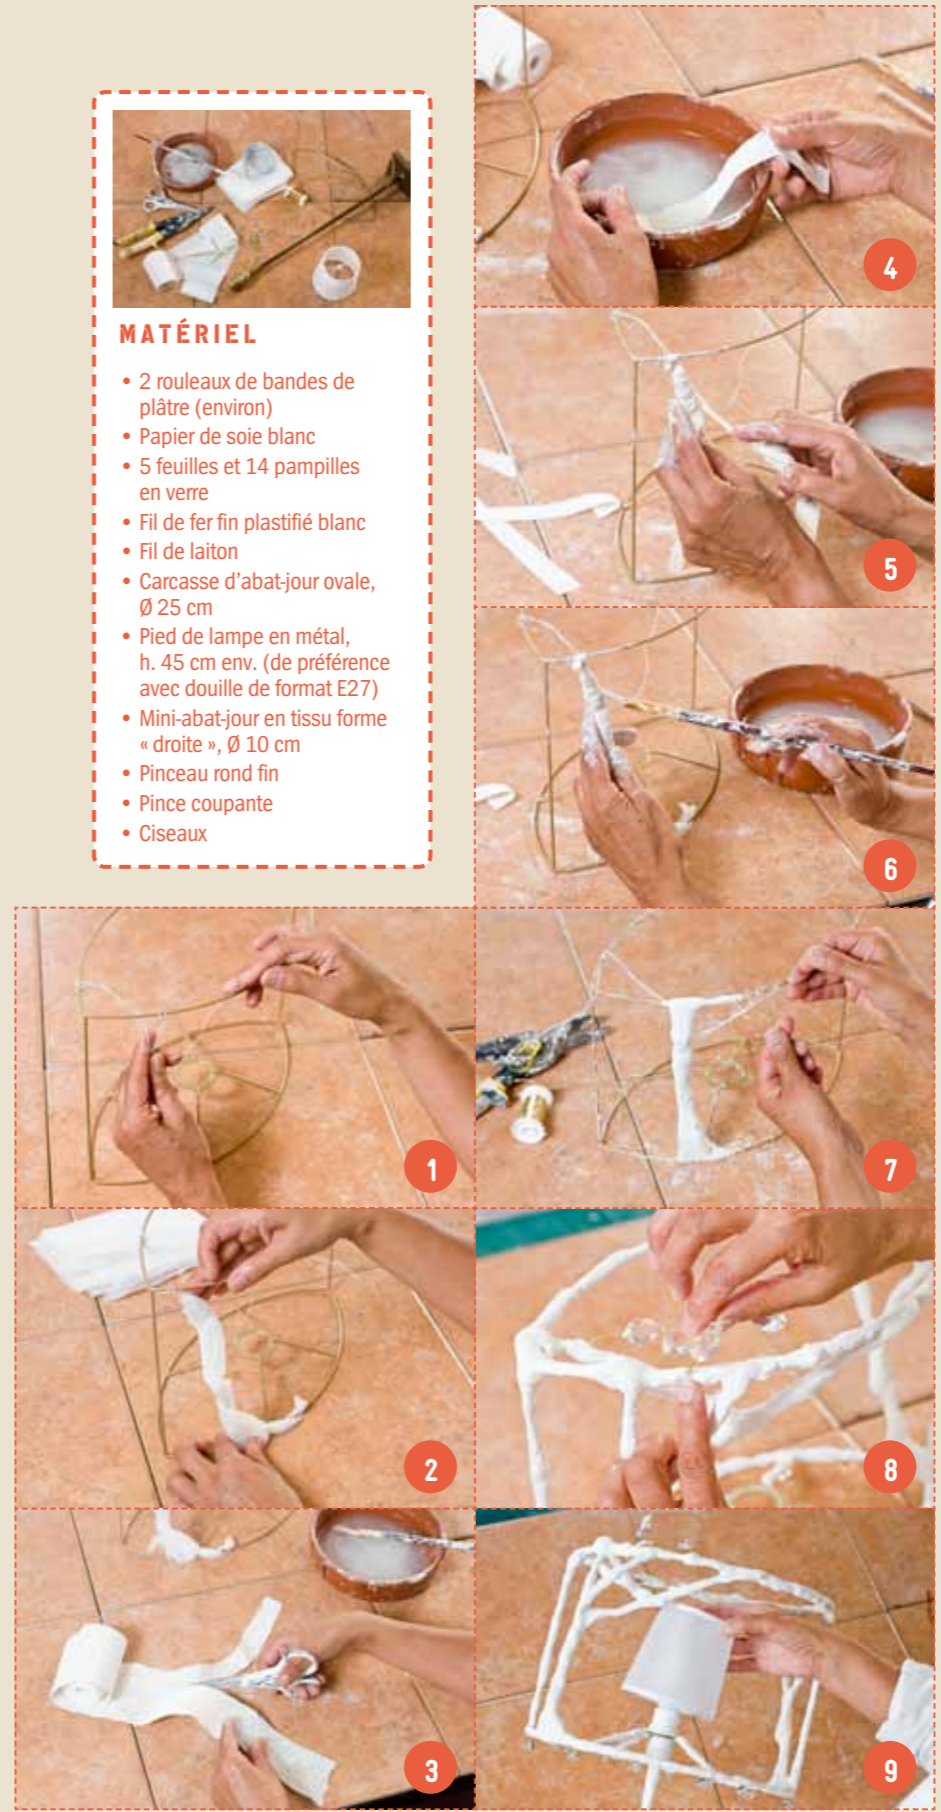 MATÉRIEL
• 2 rouleaux de bandes de
plâtre (environ)
• Papier de soie blanc
• 5 feuilles et 14 pampilles
en verre
• Fil de fer fin plastifié blanc
• Fil de laiton
• Carcasse d'abat-jour ovale,
Ø 25 cm
• Pied de lampe en métal,
h. 45 cm env. (de préférence
avec douille de format E27)
• Mini-abat-jour en tissu forme
« droite », Ø 10 cm
• Pinceau rond fin
• Pince coupante
• Ciseaux
1
2
3
4
5
6
7
8
9